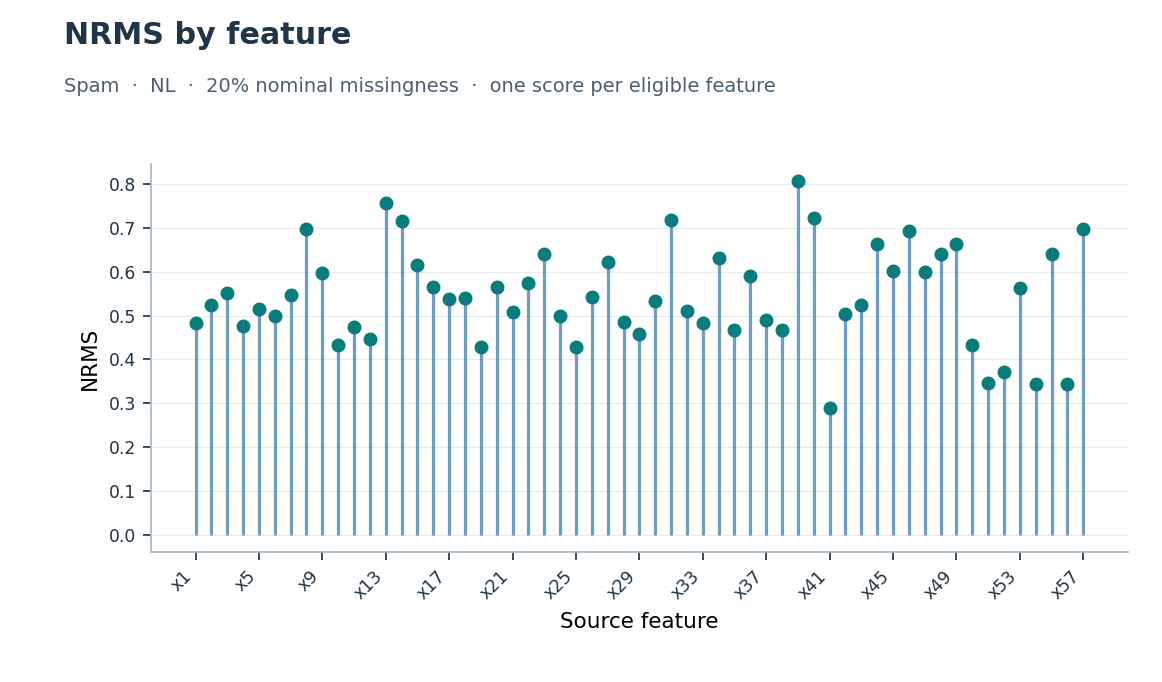 NRMS by feature
Spam · NL · 20% nominal missingness · one score per eligible feature
0.8
0.7
0.6
0.5
0.4
0.3
0.2
0.1
0.0
NRMS
x1 x5 x9 x13 x17 x21 x25 x29 x33 x37 x41 x45 x49 x53 x57
Source feature